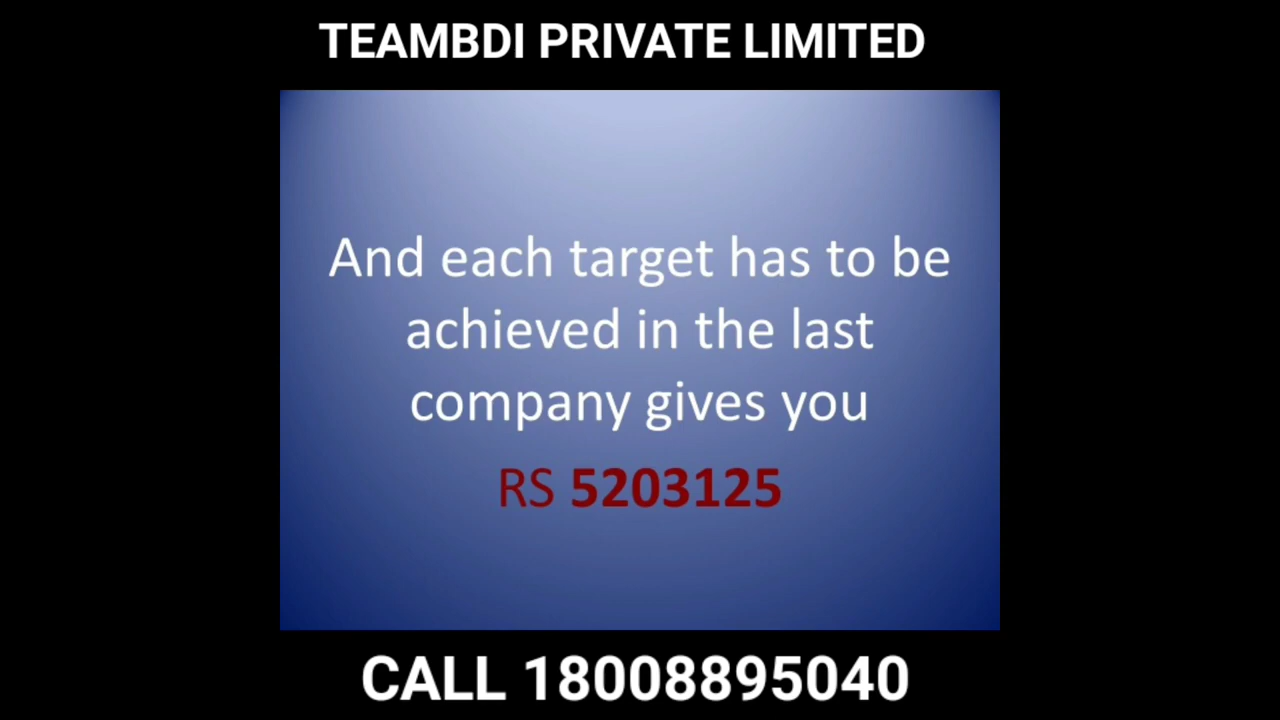 TEAMBDI PRIVATE LIMITED
And each target has to be
achieved in the last
company gives you
RS 5203125
CALL 18008895040